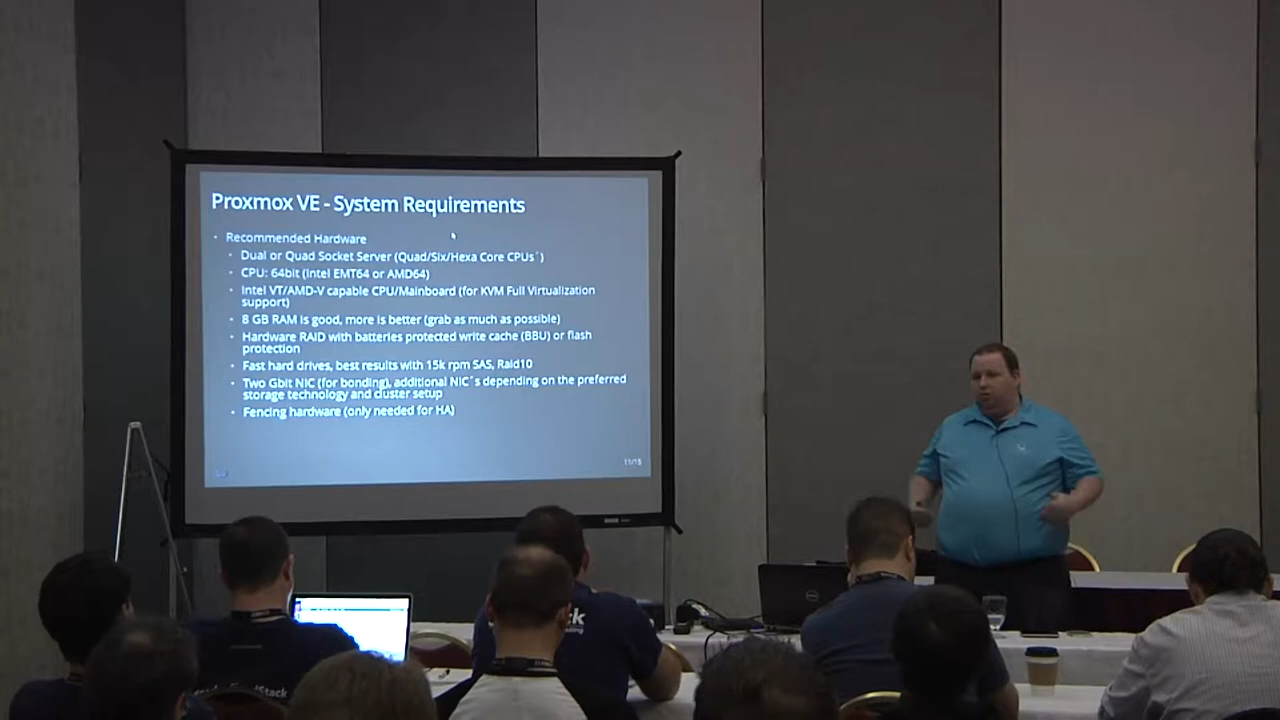 Proxmox VE - System Requirements
Recommended Hardware
Dual or Quad Socket Server (Quad/Six/Hexa Core CPUs´)
CPU: 64bit (Intel EMT64 or AMD64)
Intel VT/AMD-V capable CPU/Mainboard (for KVM Full Virtualization
support)
8 GB RAM is good, more is better (grab as much as possible)
Hardware RAID with batteries protected write cache (BBU) or flash
protection
Fast hard drives, best results with 15k rpm SAS, Raid10
Two Gbit NIC (for bonding), additional NIC´s depending on the preferred
storage technology and cluster setup
Fencing hardware (only needed for HA)
11/15
DELL